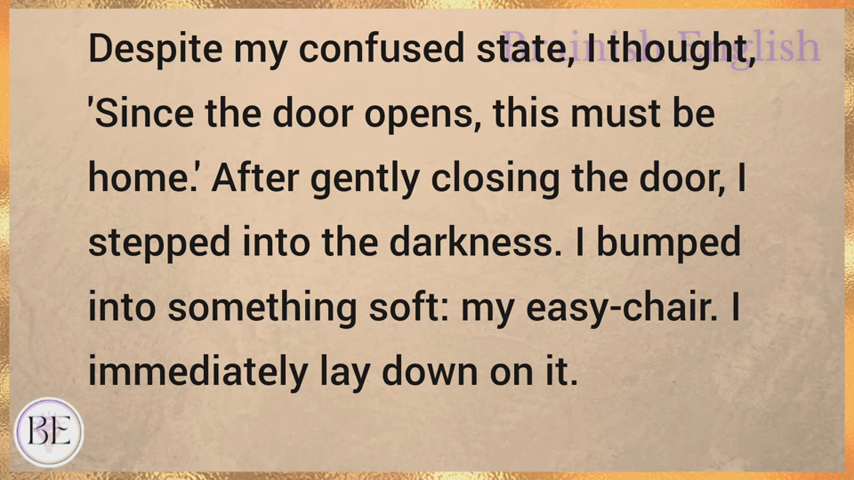 Brainish English
Despite my confused state, I thought,
'Since the door opens, this must be
home.' After gently closing the door, I
stepped into the darkness. I bumped
into something soft: my easy-chair. I
immediately lay down on it.
BE